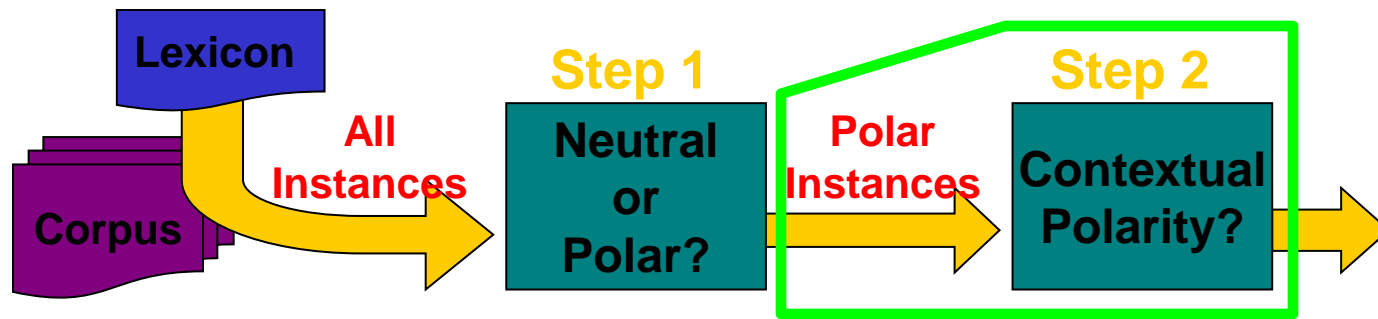 Lexicon
Corpus
All
Instances
Step 1
Neutral
or
Polar?
Polar
Instances
Step 2
Contextual
Polarity?